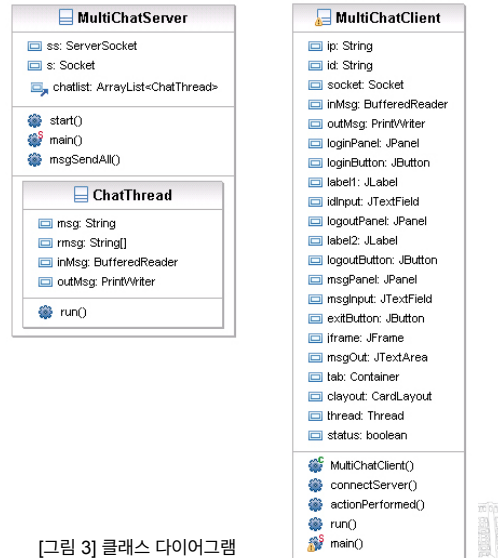 MultiChatServer
ss: ServerSocket
s: Socket
chatlist: ArrayList<ChatThread>
start()
main()
msgSendAll()
ChatThread
msg: String
rmsg: String[]
inMsg: BufferedReader
outMsg: PrintWriter
run()
MultiChatClient
ip: String
id: String
socket: Socket
inMsg: BufferedReader
outMsg: PrintWriter
loginPanel: JPanel
loginButton: JButton
label1: JLabel
idInput: JTextField
logoutPanel: JPanel
label2: JLabel
logoutButton: JButton
msgPanel: JPanel
msgInput: JTextField
exitButton: JButton
jframe: JFrame
msgOut: JTextArea
tab: Container
clayout: CardLayout
thread: Thread
status: boolean
MultiChatClient()
connectServer()
actionPerformed()
run()
main()
[그림 3] 클래스 다이어그램